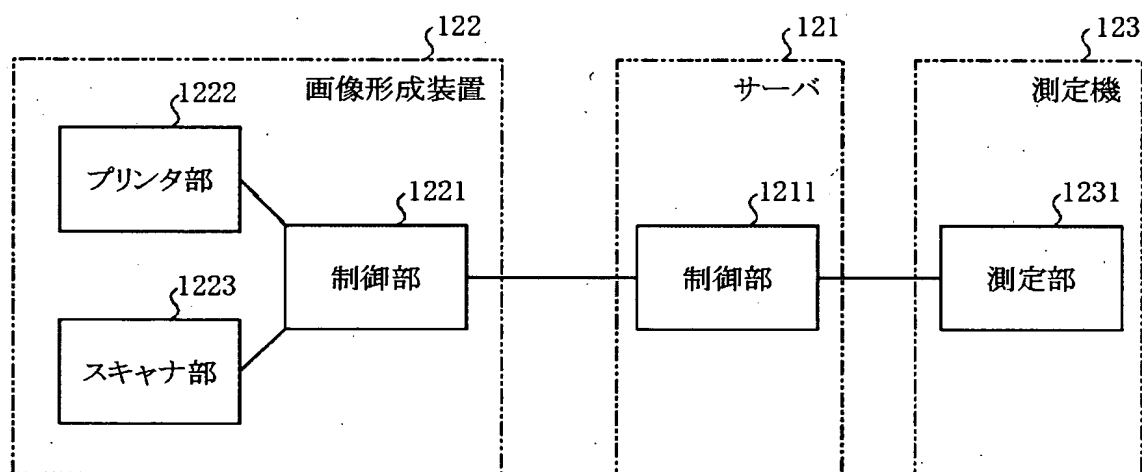 122
画像形成装置
1222
プリンタ部
1221
制御部
1223
スキャナ部
121
サーバ
1211
制御部
123
測定機
1231
測定部